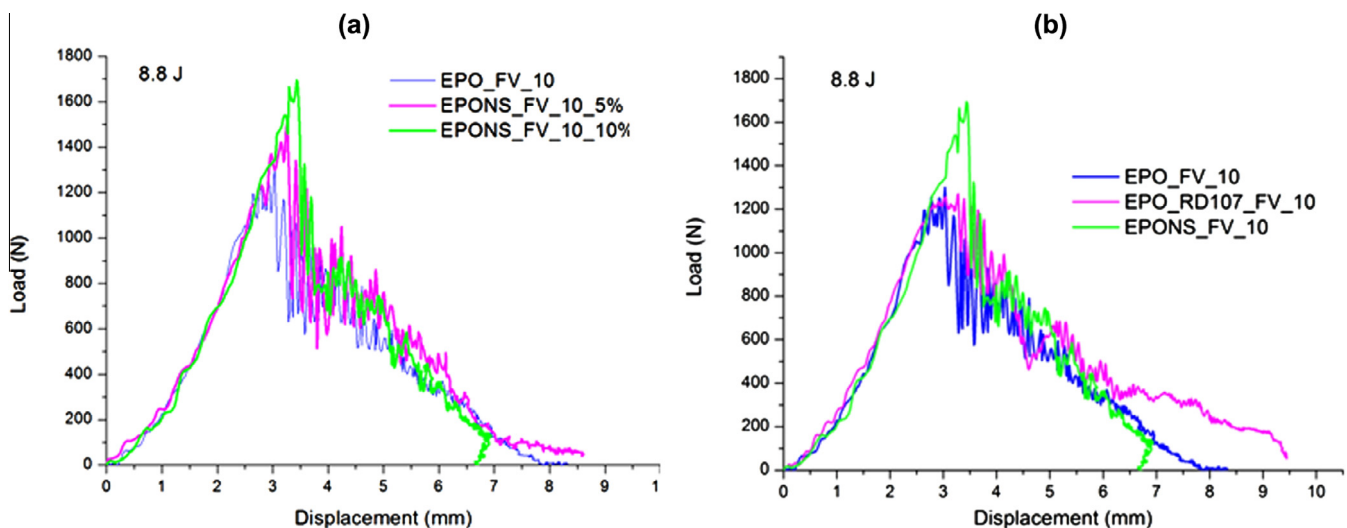 (a)
8.8 J
EPO_FV_10
EPONS_FV_10_5%
EPONS_FV_10_10%
Load (N)
1800
1600
1400
1200
1000
800
600
400
200
0
0 1 2 3 4 5 6 7 8 9 1
Displacement (mm)
(b)
8.8 J
EPO_FV_10
EPO_RD107_FV_10
EPONS_FV_10
Load (N)
1800
1600
1400
1200
1000
800
600
400
200
0
0 1 2 3 4 5 6 7 8 9 10
Displacement (mm)